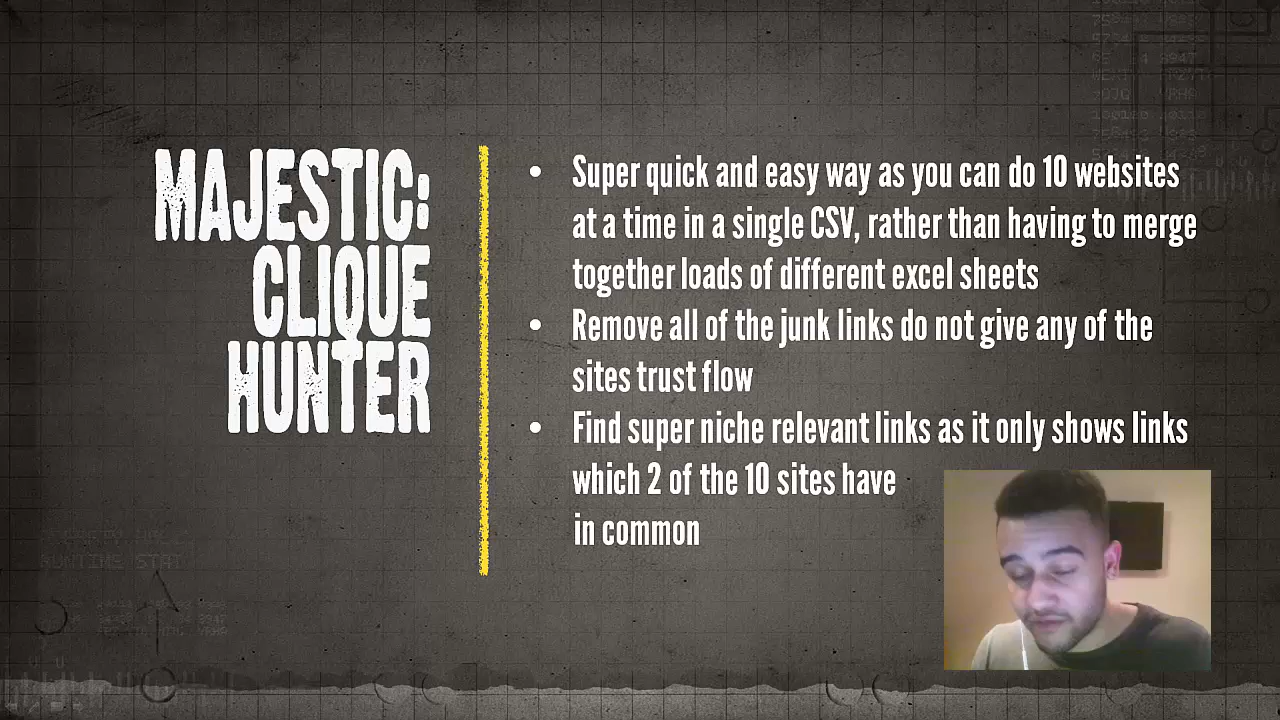 MAJESTIC:
CLIQUE
HUNTER
• Super quick and easy way as you can do 10 websites
at a time in a single CSV, rather than having to merge
together loads of different excel sheets
• Remove all of the junk links do not give any of the
sites trust flow
• Find super niche relevant links as it only shows links
which 2 of the 10 sites have
in common